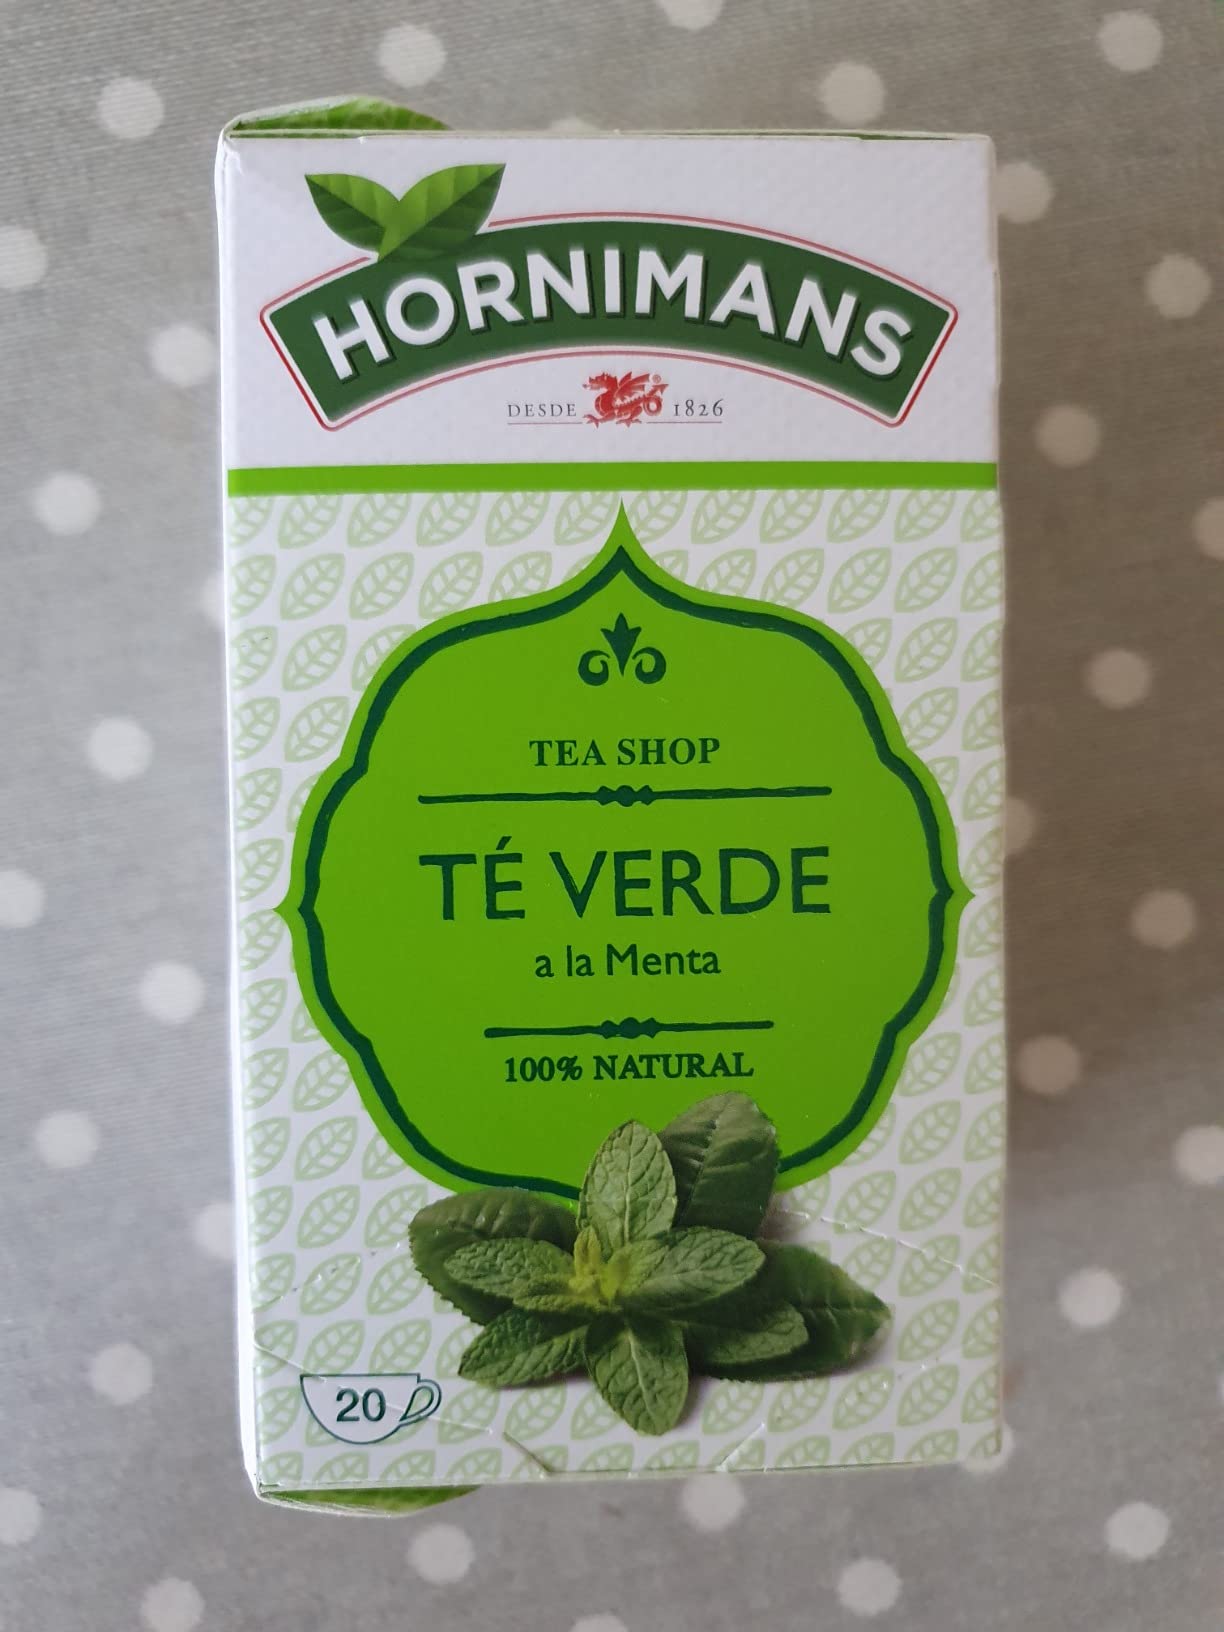 HORNIMANS
DESDE ® 1826
TEA SHOP
TÉ VERDE
a la Menta
100% NATURAL
20